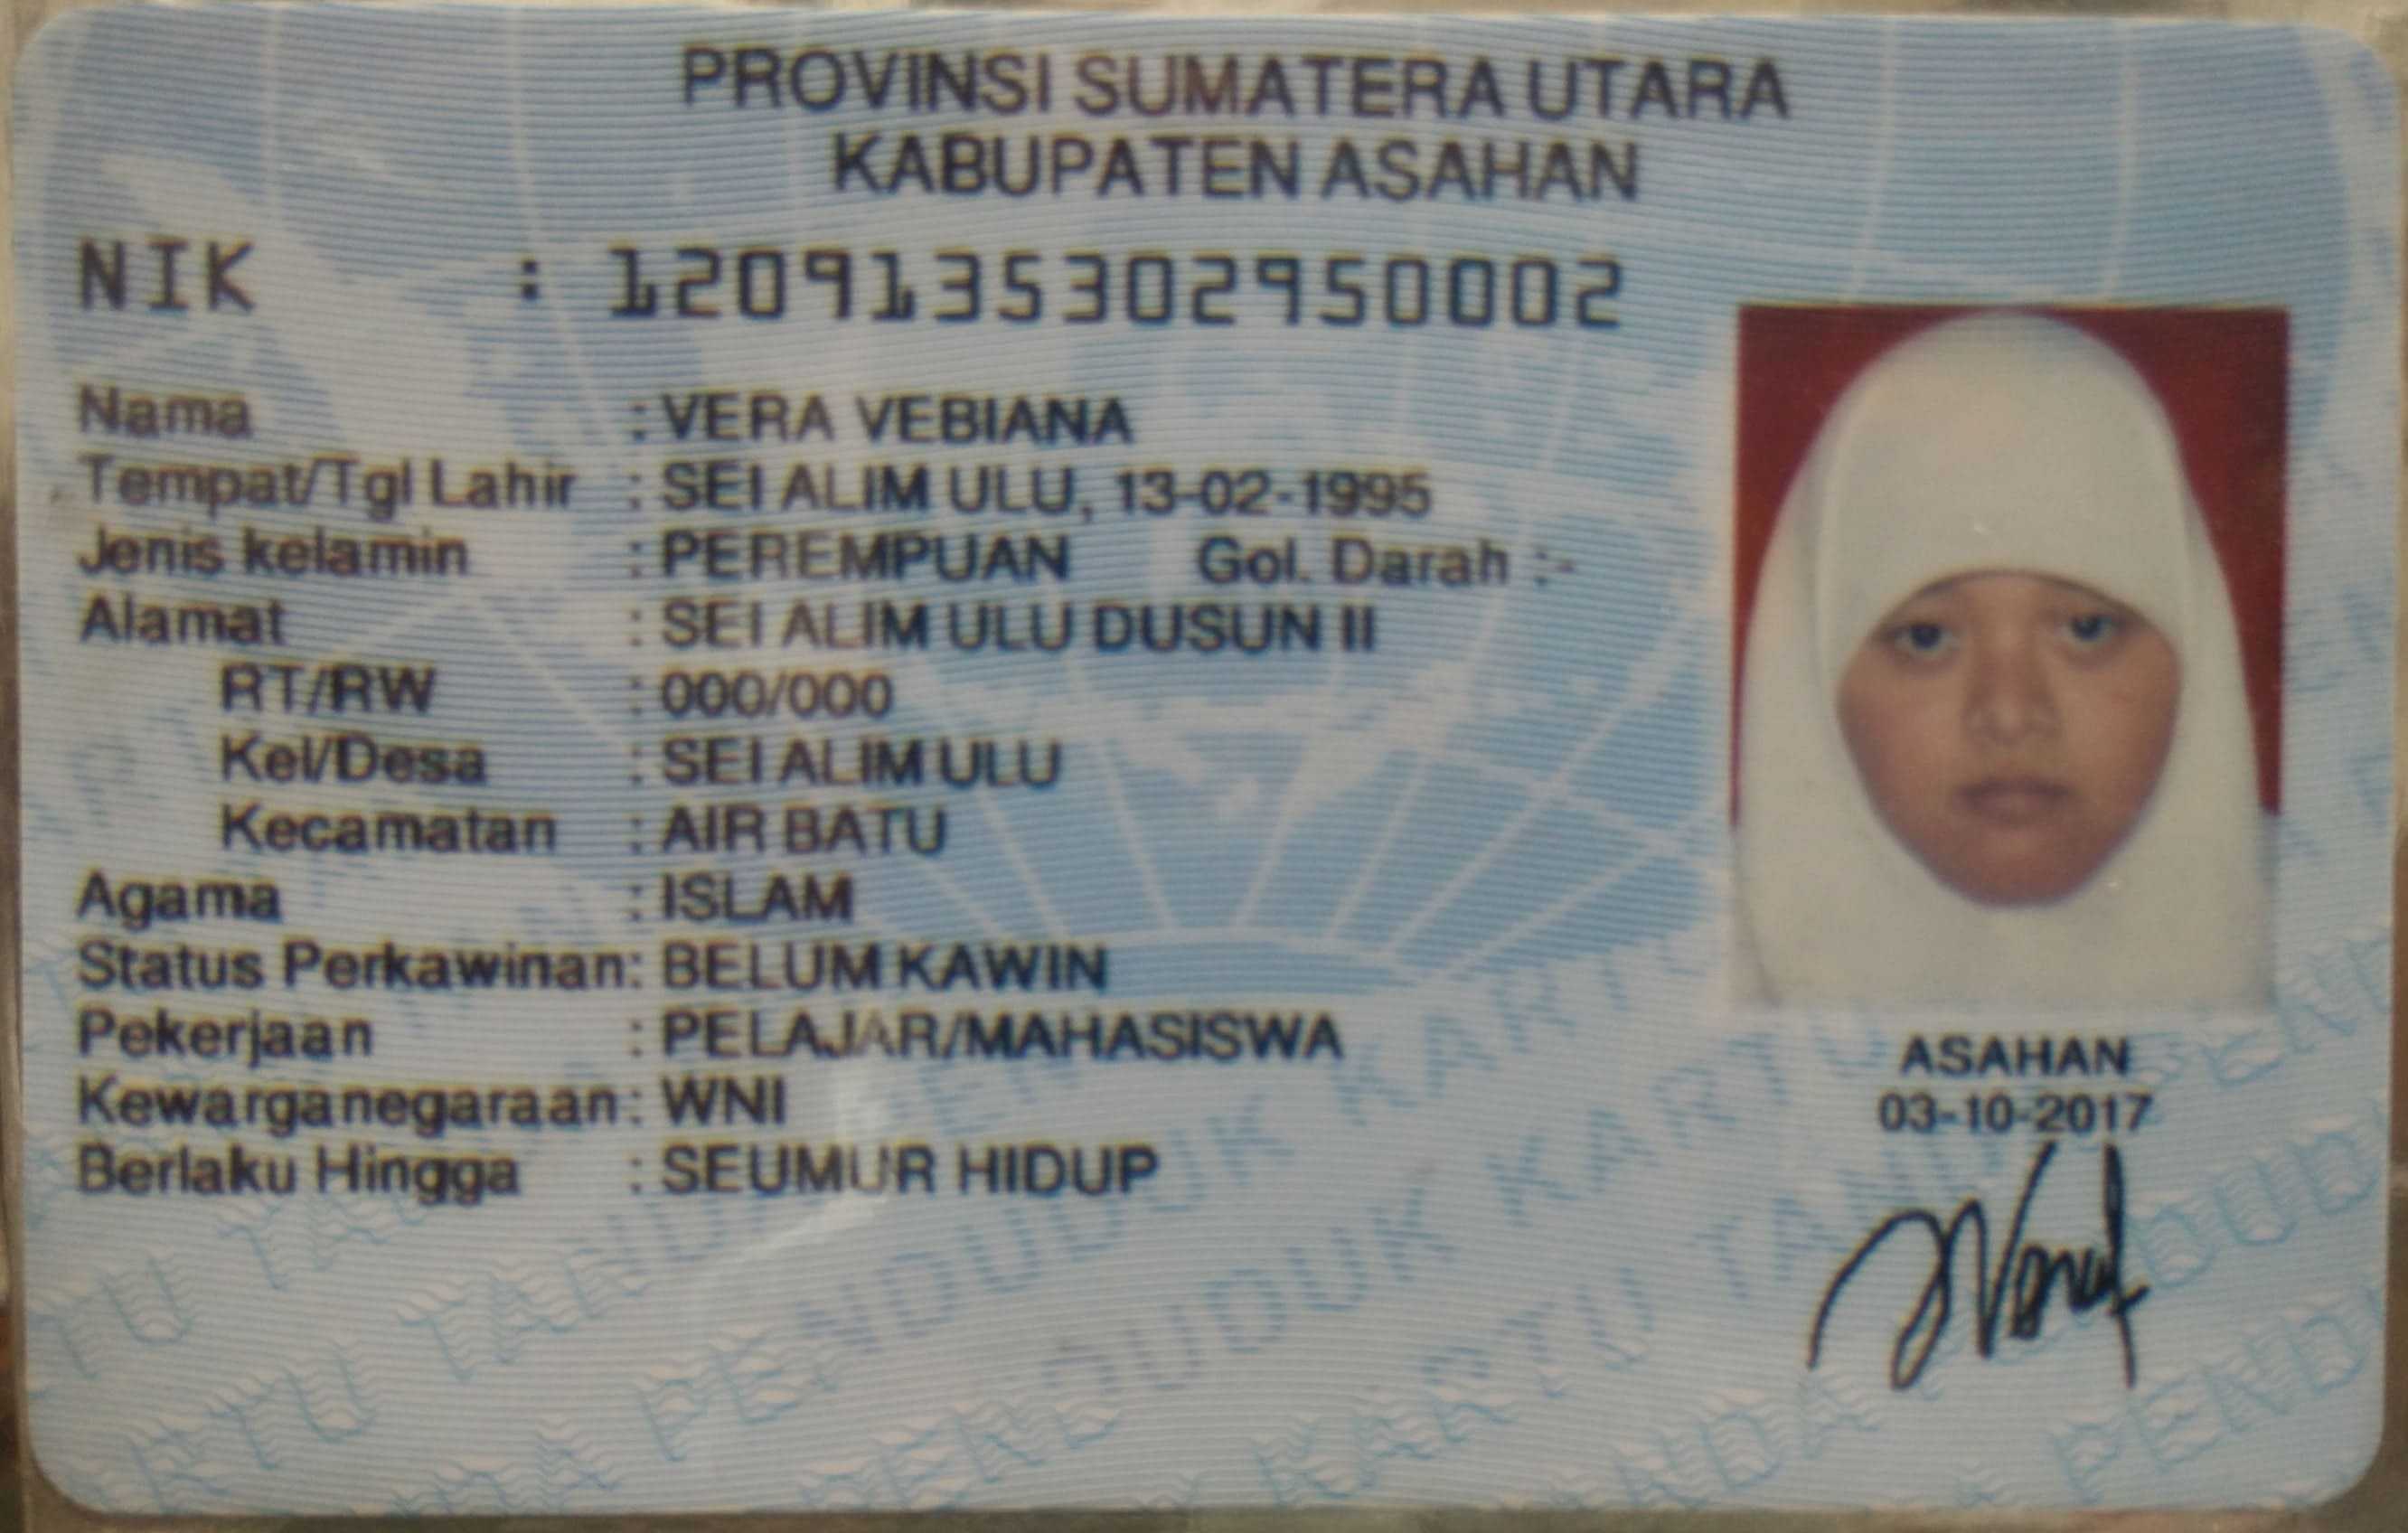 PROVINSI SUMATERA UTARA
KABUPATEN ASAHAN
NIK : 1209135302950002
Nama : VERA VEBIANA
Tempat/Tgl Lahir : SEI ALIM ULU, 13-02-1995
Jenis kelamin : PEREMPUAN Gol. Darah :-
Alamat : SEI ALIM ULU DUSUN II
RT/RW : 000/000
Kel/Desa : SEI ALIM ULU
Kecamatan : AIR BATU
Agama : ISLAM
Status Perkawinan: BELUM KAWIN
Pekerjaan : PELAJAR/MAHASISWA
Kewarganegaraan: WNI
Berlaku Hingga : SEUMUR HIDUP
ASAHAN
03-10-2017